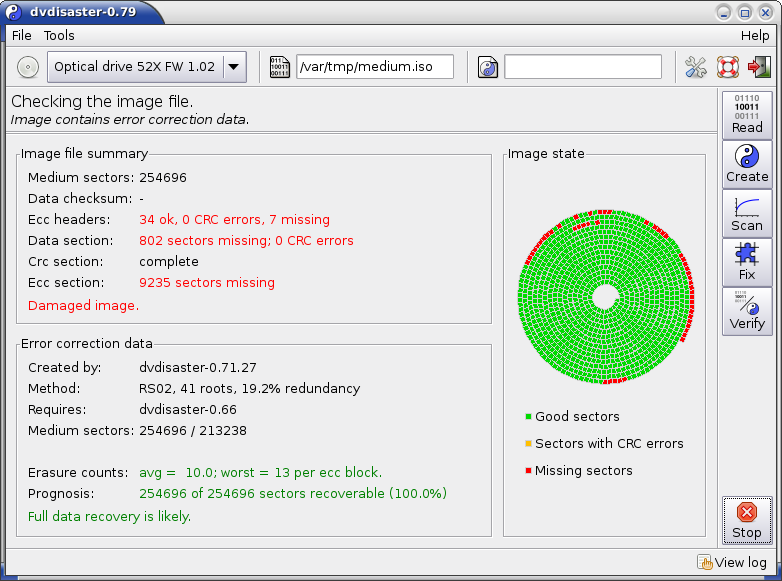 dvdisaster-0.79
File Tools Help
Optical drive 52X FW 1.02
/var/tmp/medium.iso
Checking the image file.
Image contains error correction data.
Image file summary
Medium sectors: 254696
Data checksum: -
Ecc headers: 34 ok, 0 CRC errors, 7 missing
Data section: 802 sectors missing; 0 CRC errors
Crc section: complete
Ecc section: 9235 sectors missing
Damaged image.
Error correction data
Created by: dvdisaster-0.71.27
Method: RS02, 41 roots, 19.2% redundancy
Requires: dvdisaster-0.66
Medium sectors: 254696 / 213238
Erasure counts: avg =  10.0; worst = 13 per ecc block.
Prognosis: 254696 of 254696 sectors recoverable (100.0%)
Full data recovery is likely.
Image state
Good sectors
Sectors with CRC errors
Missing sectors
01110
10011
00111
Read
Create
Scan
Fix
Verify
Stop
View log